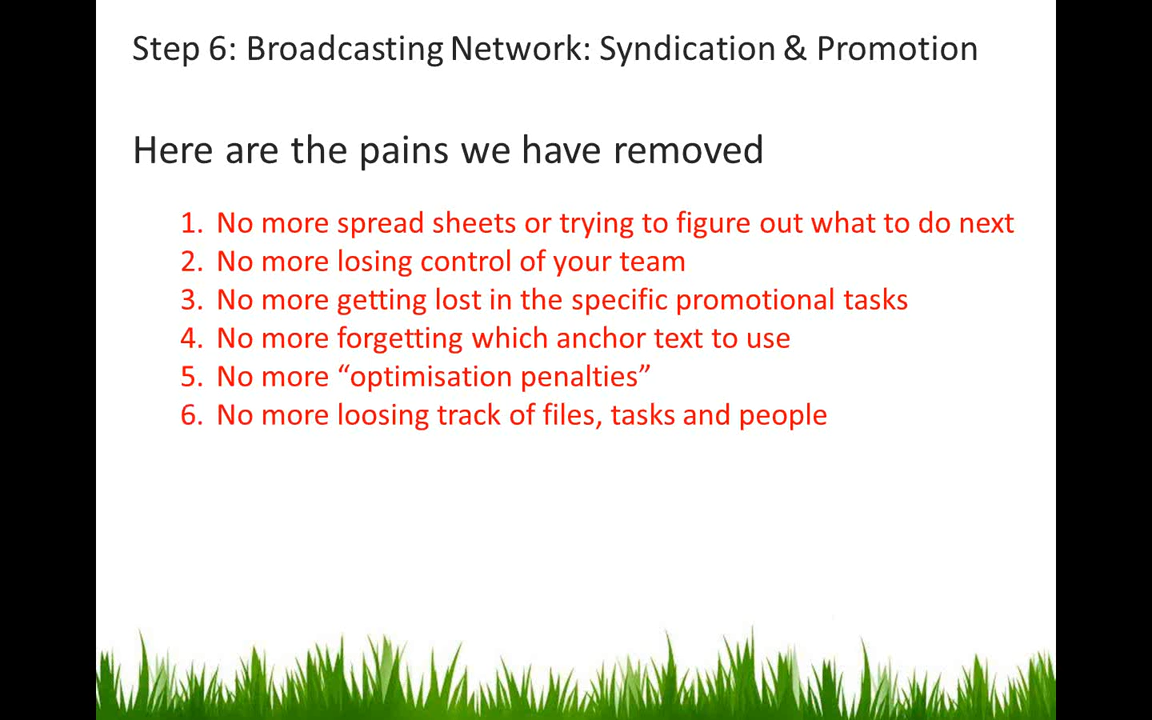 Step 6: Broadcasting Network: Syndication & Promotion
Here are the pains we have removed
1. No more spread sheets or trying to figure out what to do next
2. No more losing control of your team
3. No more getting lost in the specific promotional tasks
4. No more forgetting which anchor text to use
5. No more “optimisation penalties”
6. No more loosing track of files, tasks and people